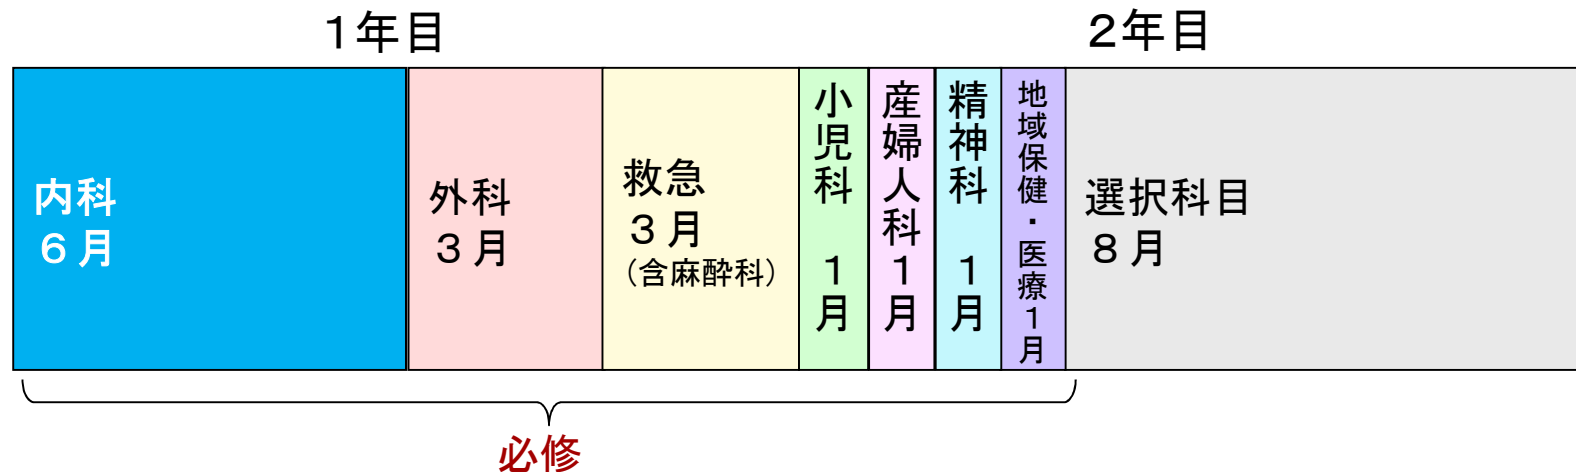 １年目
２年目
内科
６月
外科
３月
救急
３月
（含麻酔科）
小児科　１月
産婦人科１月
精神科　１月
地域保健・医療１月
選択科目
８月
必修